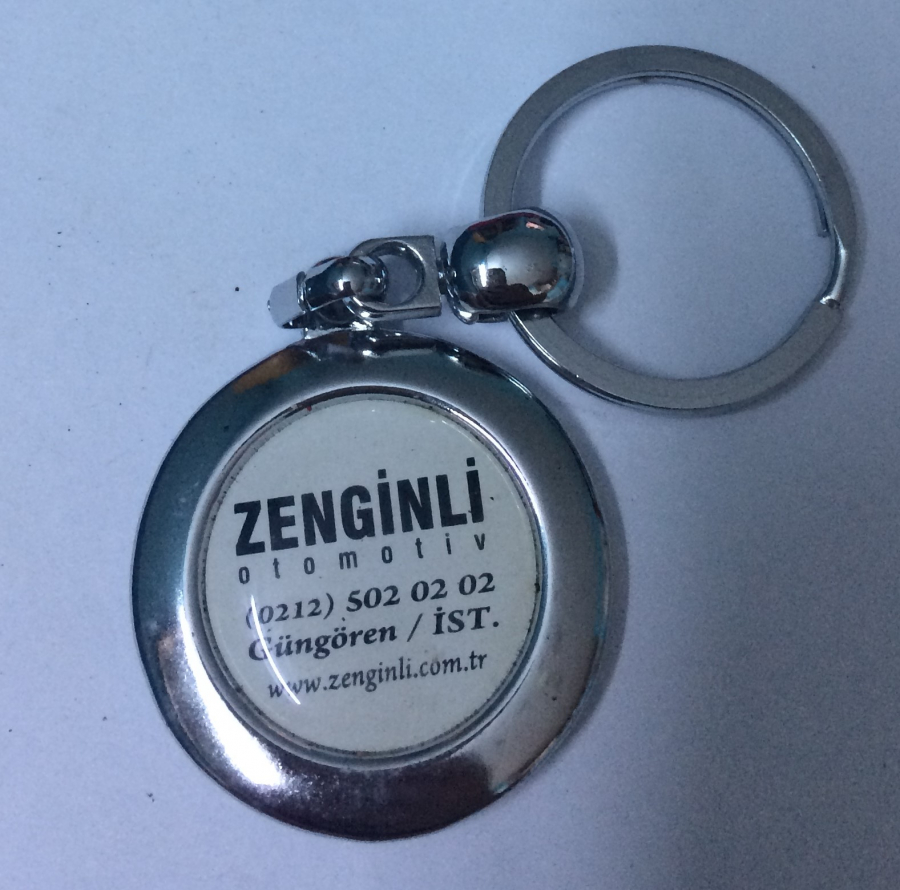 ZENGİNLİ
otomotiv
(0212) 502 02 02
Güngören / İST.
www.zenginli.com.tr